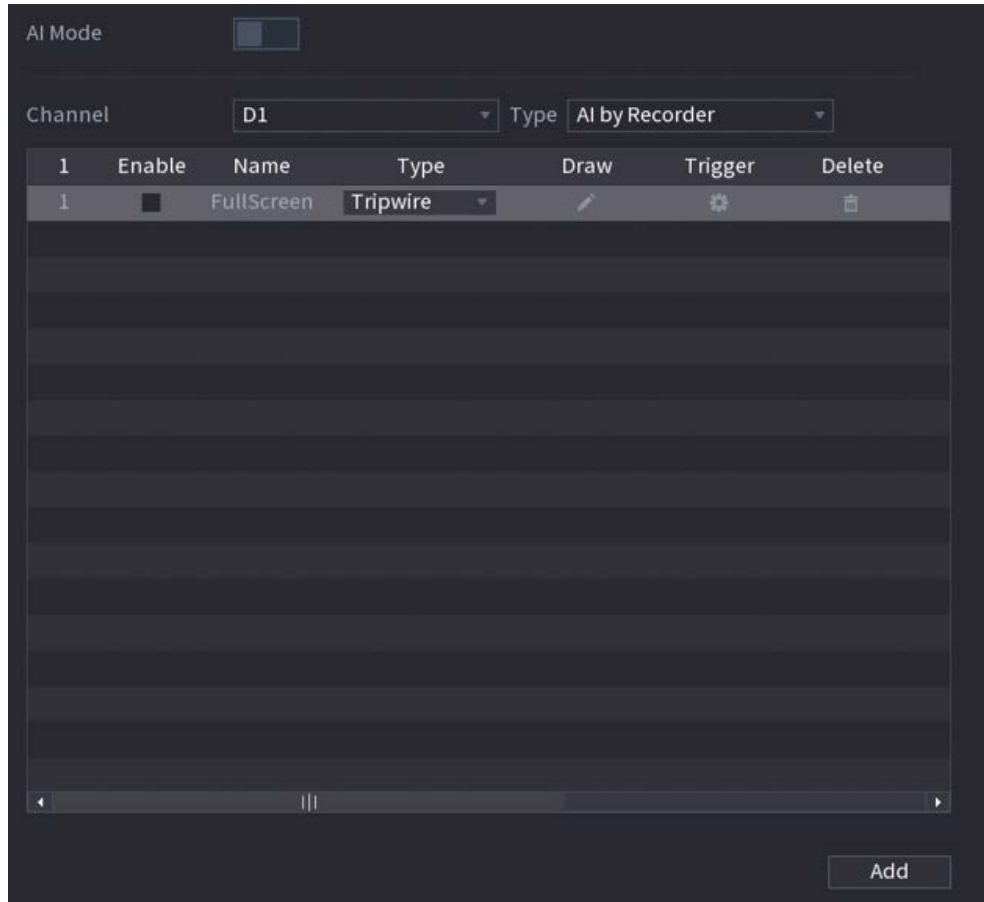 AI Mode
Channel D1 Type AI by Recorder
1 Enable Name Type Draw Trigger Delete
1 FullScreen Tripwire
Add